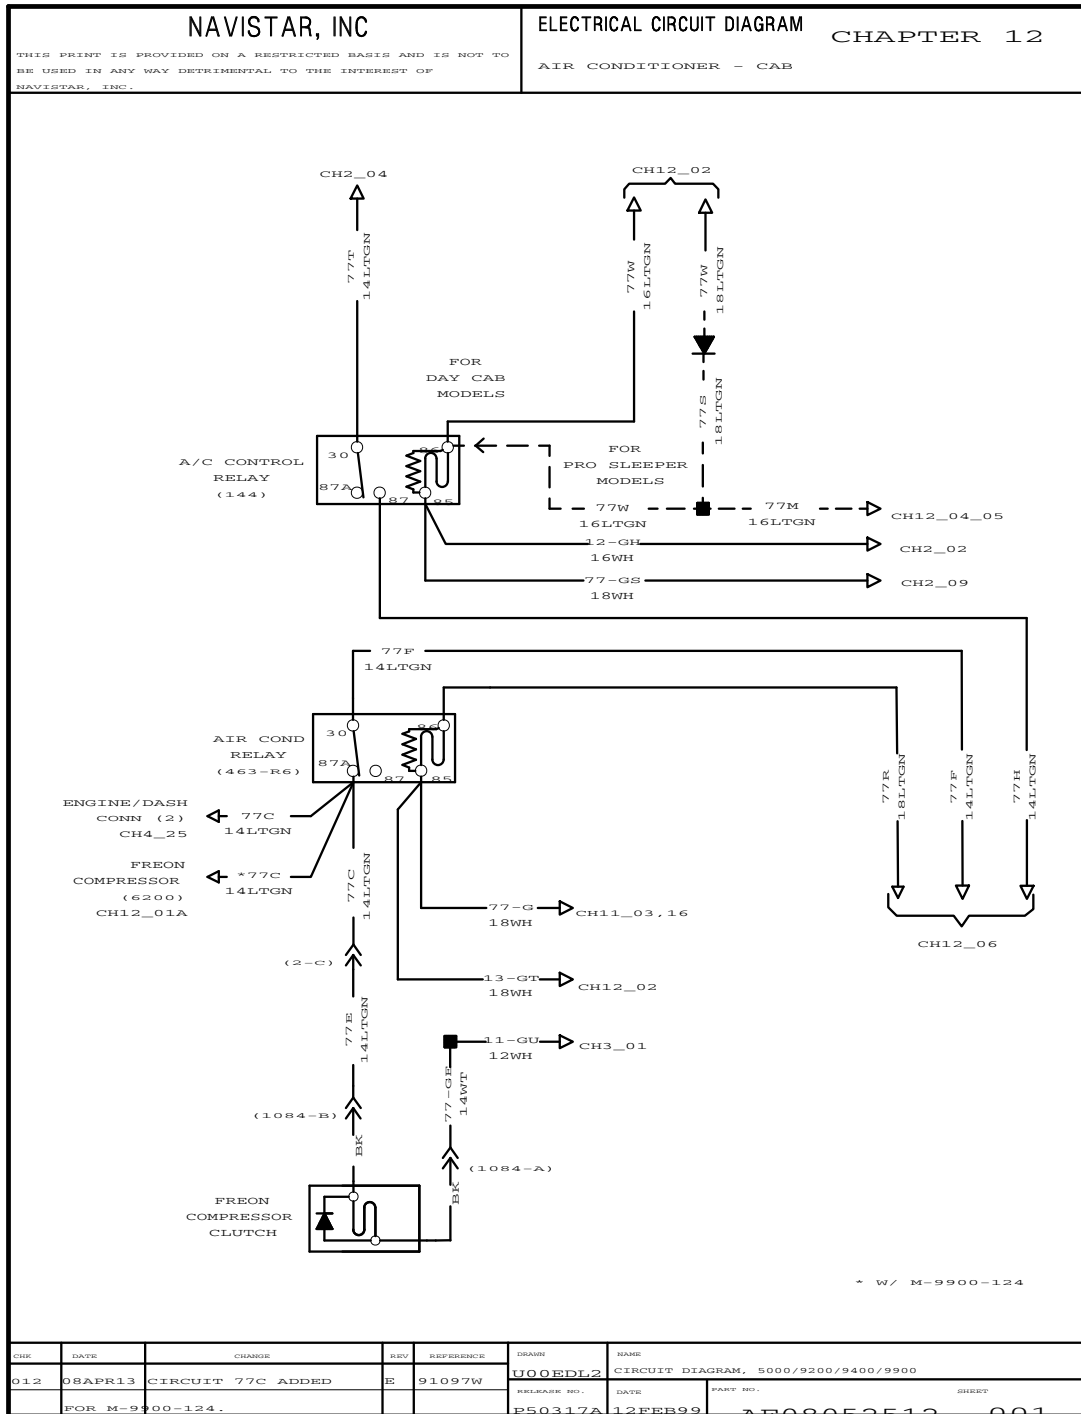 NAVISTAR, INC
THIS PRINT IS PROVIDED ON A RESTRICTED BASIS AND IS NOT TO
BE USED IN ANY WAY DETRIMENTAL TO THE INTEREST OF
NAVISTAR, INC.
ELECTRICAL CIRCUIT DIAGRAM
CHAPTER 12
AIR CONDITIONER - CAB
CH2_04
CH12_02
77T
14LTGN
77W
16LTGN
77W
18LTGN
FOR
DAY CAB
MODELS
77S
18LTGN
A/C CONTROL
RELAY
(144)
30
86
87A
87
85
FOR
PRO SLEEPER
MODELS
77W
16LTGN
77M
16LTGN
CH12_04_05
12-GH
16WH
CH2_02
77-GS
18WH
CH2_09
77F
14LTGN
AIR COND
RELAY
(463-R6)
30
86
87A
87
85
77R
18LTGN
77F
14LTGN
77H
14LTGN
ENGINE/DASH
CONN (2)
CH4_25
77C
14LTGN
FREON
COMPRESSOR
(6200)
CH12_01A
*77C
14LTGN
77C
14LTGN
77-G
18WH
CH11_03,16
CH12_06
(2-C)
13-GT
18WH
CH12_02
77E
14LTGN
11-GU
12WH
CH3_01
77-GE
14WT
(1084-B)
BK
(1084-A)
BK
FREON
COMPRESSOR
CLUTCH
* W/ M-9900-124
CHK DATE CHANGE REV REFERENCE DRAWN NAME
012 08APR13 CIRCUIT 77C ADDED E 91097W U00EDL2 CIRCUIT DIAGRAM, 5000/9200/9400/9900
RELEASE NO. DATE PART NO. SHEET
FOR M-9900-124. P50317A 12FEB99 AE08052512 001